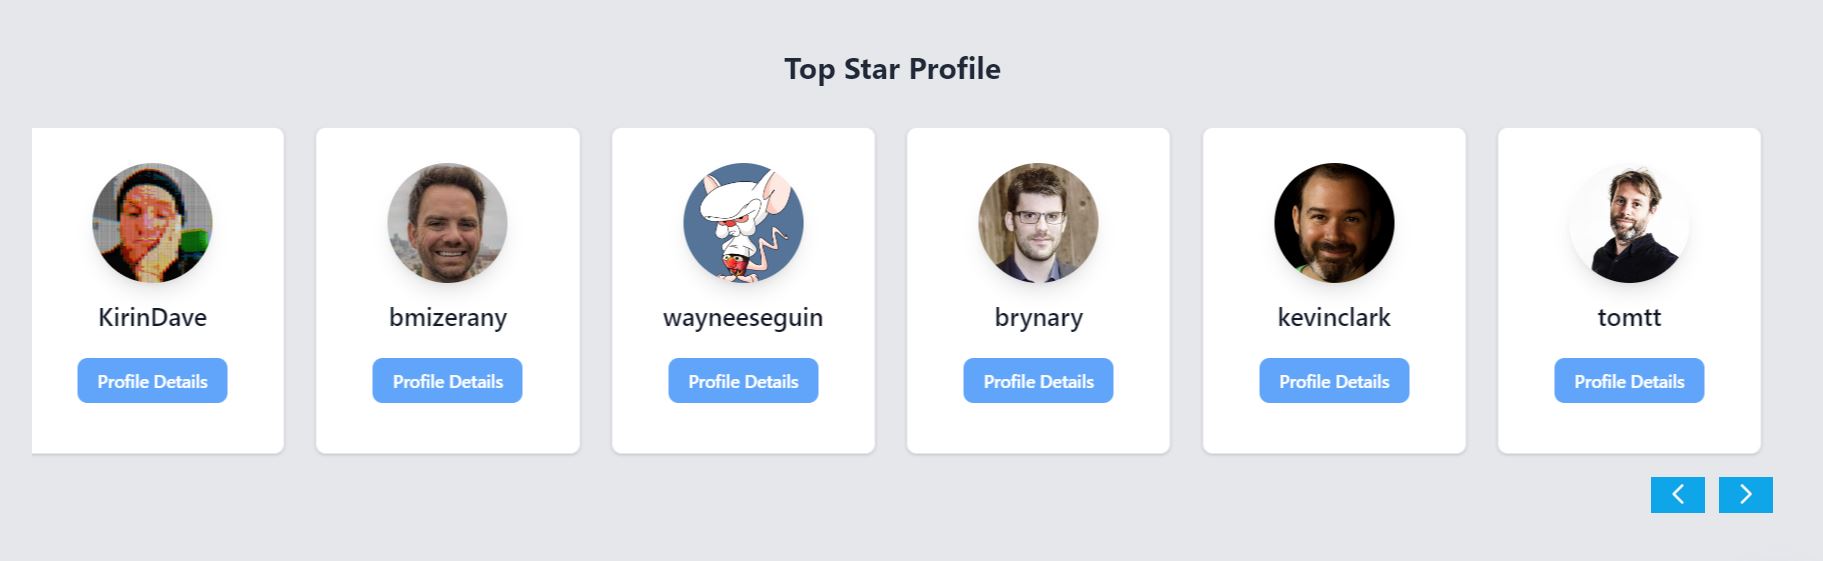 Top Star Profile
KirinDave
bmizerany
wayneeseguin
brynary
kevinclark
tomtt
Profile Details
Profile Details
Profile Details
Profile Details
Profile Details
Profile Details